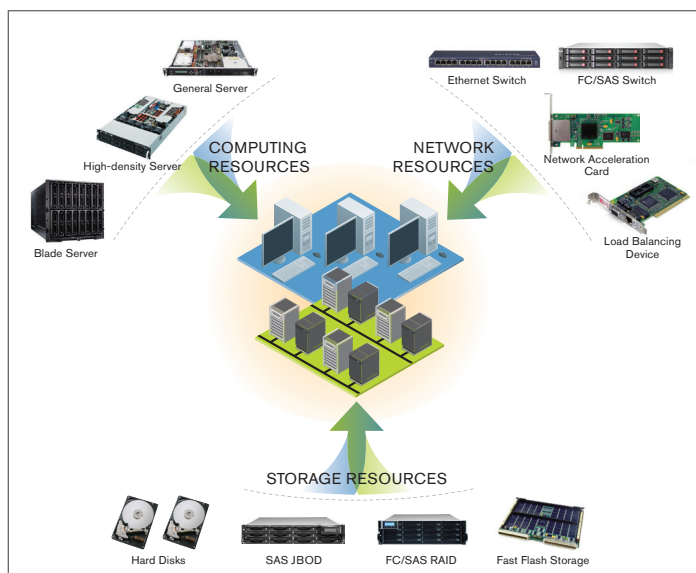 General Server
High-density Server
Blade Server
COMPUTING
RESOURCES
Ethernet Switch
FC/SAS Switch
NETWORK
RESOURCES
Network Acceleration
Card
Load Balancing
Device
STORAGE RESOURCES
Hard Disks
SAS JBOD
FC/SAS RAID
Fast Flash Storage